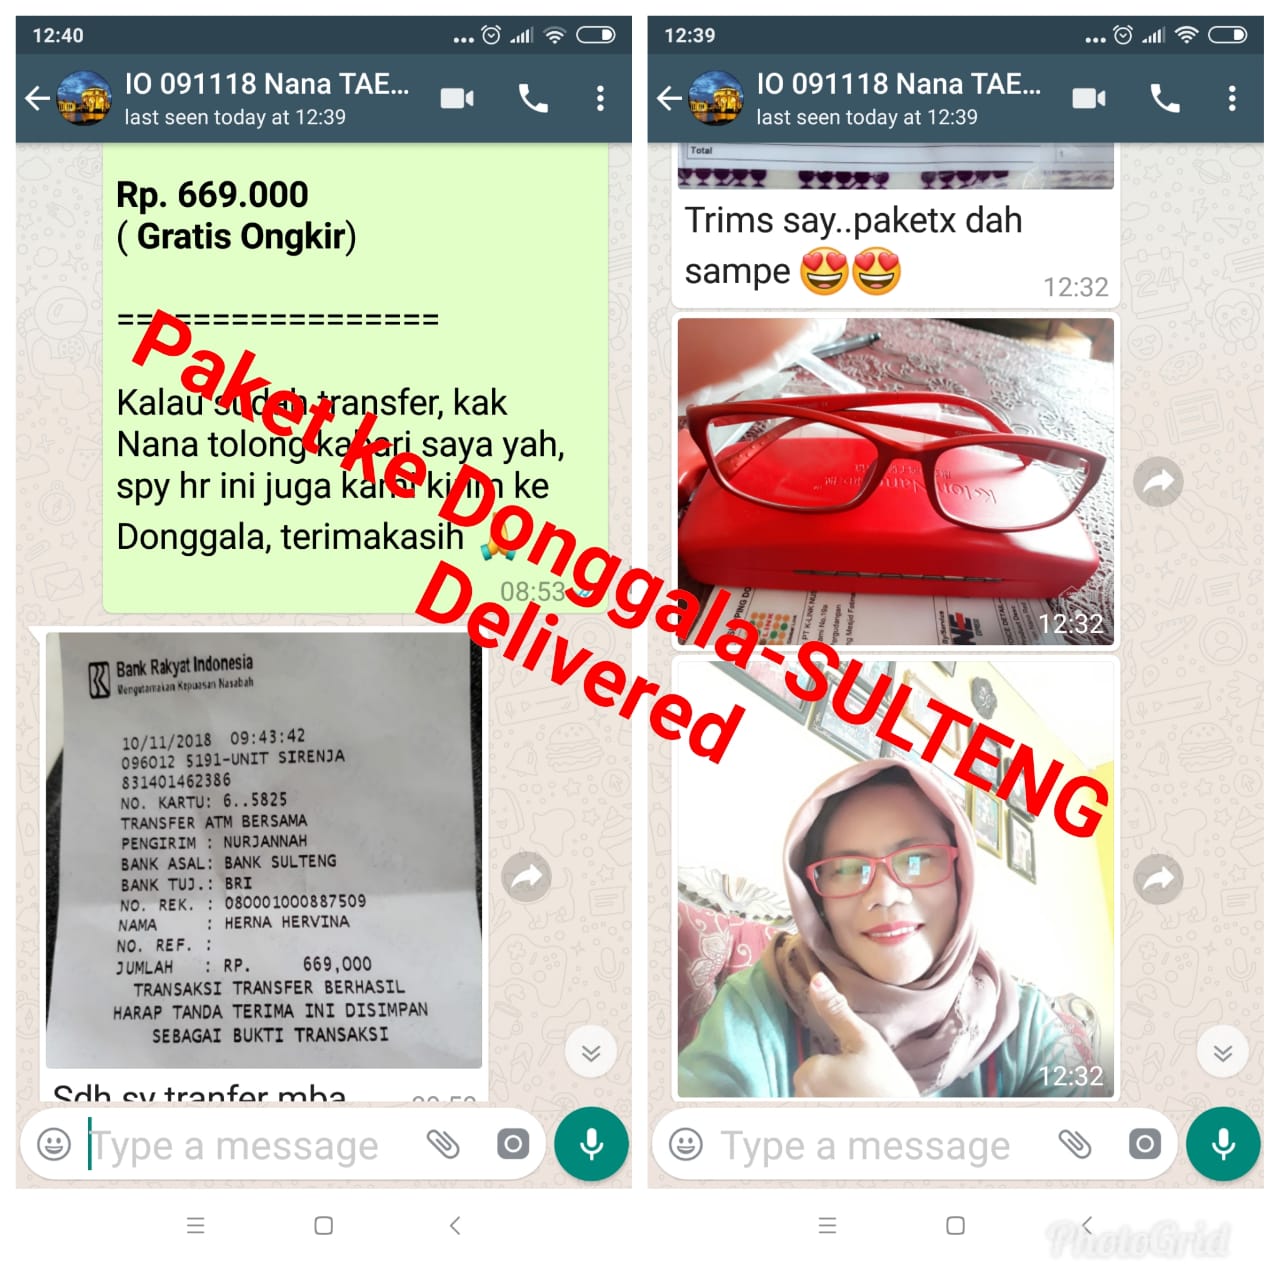 12:40
IO 091118 Nana TAE...
last seen today at 12:39
Rp. 669.000
( Gratis Ongkir)
=================
Kalau sudah transfer, kak
Nana tolong kabari saya yah,
spy hr ini juga kami kirim ke
Donggala, terimakasih 🙏
08:53
Bank Rakyat Indonesia
Mengutamakan Kepuasan Nasabah
10/11/2018 09:43:42
096012 5191-UNIT SIRENJA
831401462386
NO. KARTU: 6..5825
TRANSFER ATM BERSAMA
PENGIRIM : NURJANNAH
BANK ASAL: BANK SULTENG
BANK TUJ.: BRI
NO. REK. : 080001000887509
NAMA : HERNA HERVINA
NO. REF. :
JUMLAH : RP. 669,000
TRANSAKSI TRANSFER BERHASIL
HARAP TANDA TERIMA INI DISIMPAN
SEBAGAI BUKTI TRANSAKSI
Sdh sy tranfer mba
Type a message
12:39
IO 091118 Nana TAE...
last seen today at 12:39
Total
Trims say..paketx dah
sampe 😍😍
12:32
PT K-LINK
12:32
12:32
Type a message
Paket ke Donggala-SULTENG
Delivered
PhotoGrid